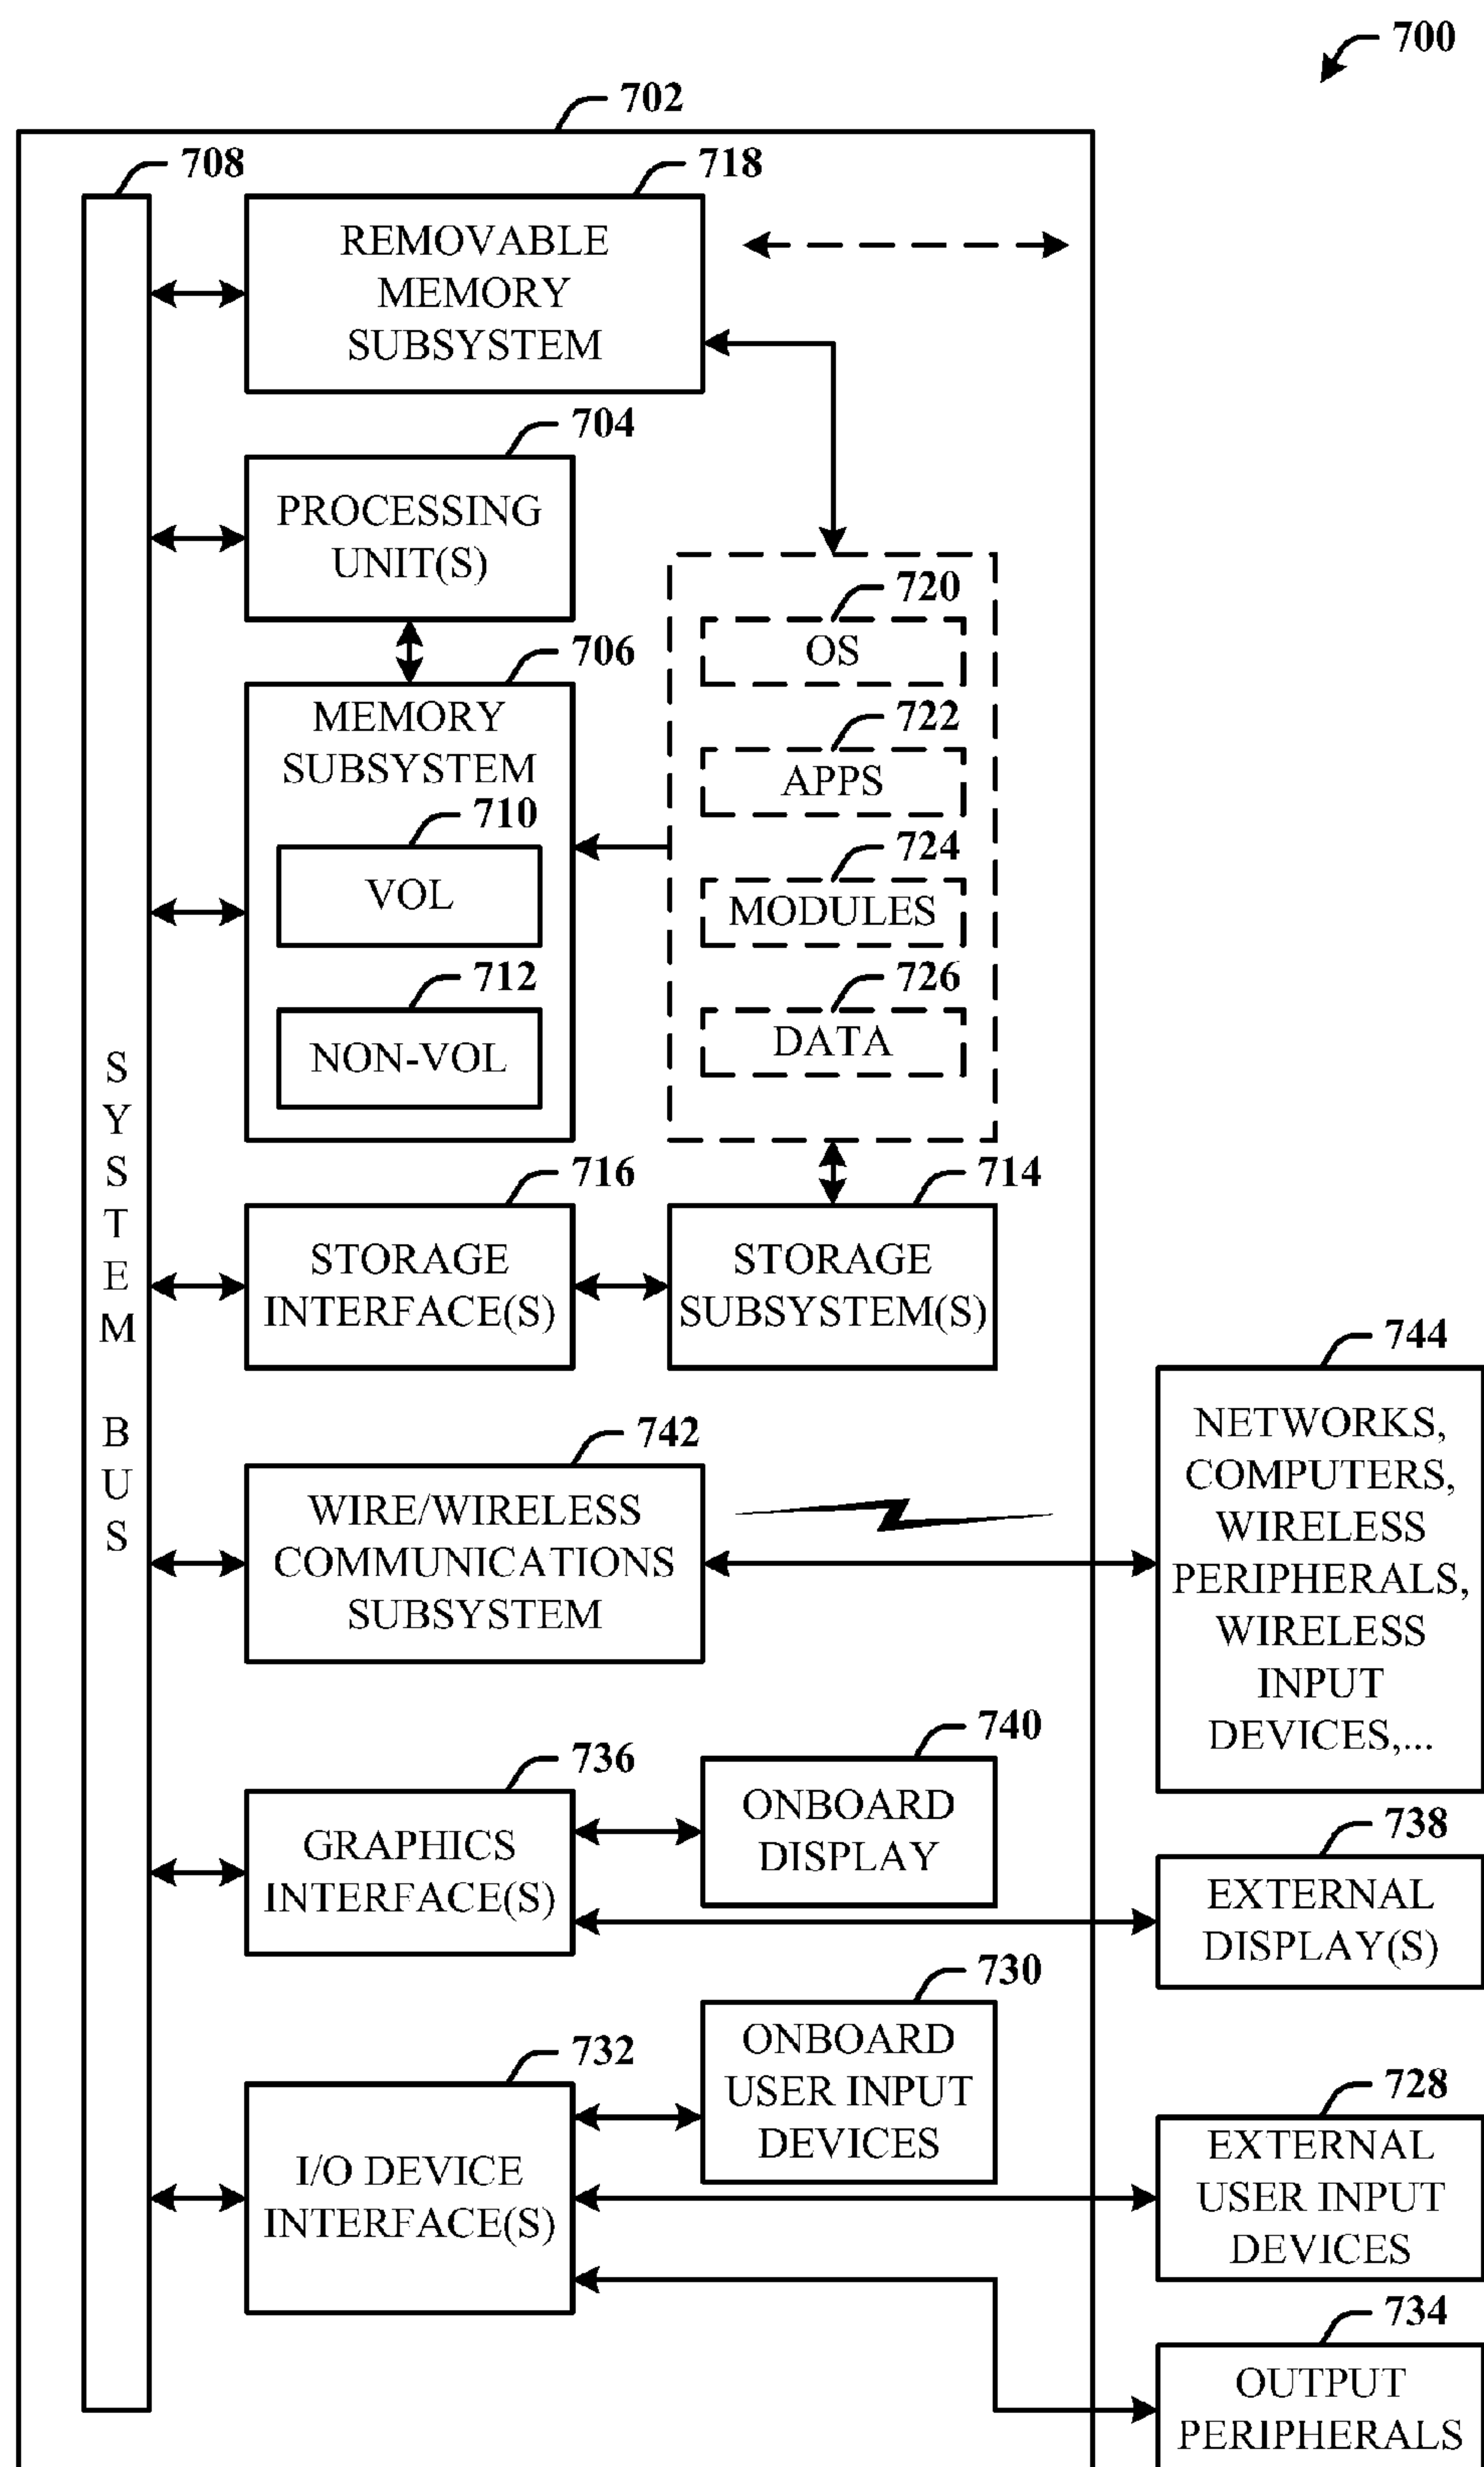 700
702
708
718
REMOVABLE
MEMORY
SUBSYSTEM
704
PROCESSING
UNIT(S)
706
MEMORY
SUBSYSTEM
710
VOL
712
NON-VOL
720
OS
722
APPS
724
MODULES
726
DATA
SYSTEM BUS
716
STORAGE
INTERFACE(S)
714
STORAGE
SUBSYSTEM(S)
742
WIRE/WIRELESS
COMMUNICATIONS
SUBSYSTEM
744
NETWORKS,
COMPUTERS,
WIRELESS
PERIPHERALS,
WIRELESS
INPUT
DEVICES,...
736
GRAPHICS
INTERFACE(S)
740
ONBOARD
DISPLAY
738
EXTERNAL
DISPLAY(S)
732
I/O DEVICE
INTERFACE(S)
730
ONBOARD
USER INPUT
DEVICES
728
EXTERNAL
USER INPUT
DEVICES
734
OUTPUT
PERIPHERALS